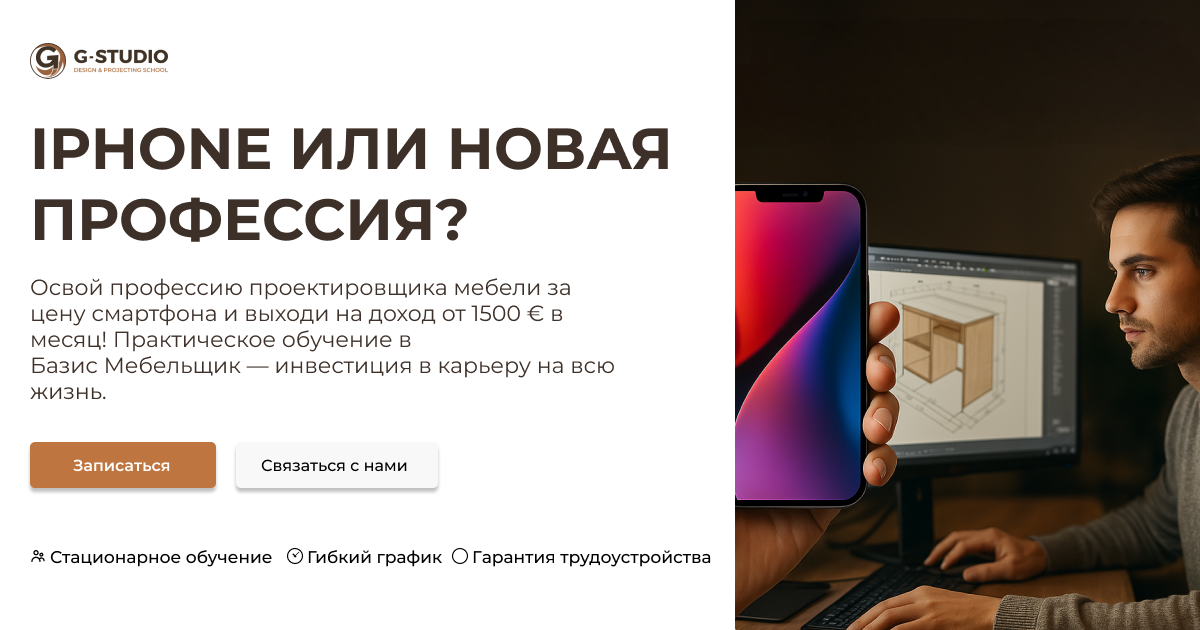 G-STUDIO
DESIGN & PROJECTING SCHOOL
IPHONE ИЛИ НОВАЯ
ПРОФЕССИЯ?
Освой профессию проектировщика мебели за
цену смартфона и выходи на доход от 1500 € в
месяц! Практическое обучение в
Базис Мебельщик — инвестиция в карьеру на всю
жизнь.
Записаться
Связаться с нами
Стационарное обучение
Гибкий график
Гарантия трудоустройства